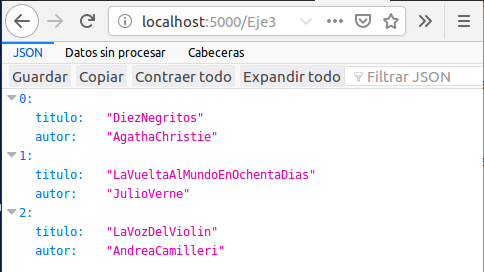 localhost:5000/Eje3
JSON Datos sin procesar Cabeceras
Guardar Copiar Contraer todo Expandir todo Filtrar JSON
0:
titulo: "DiezNegritos"
autor: "AgathaChristie"
1:
titulo: "LaVueltaAlMundoEnOchentaDias"
autor: "JulioVerne"
2:
titulo: "LaVozDelViolin"
autor: "AndreaCamilleri"